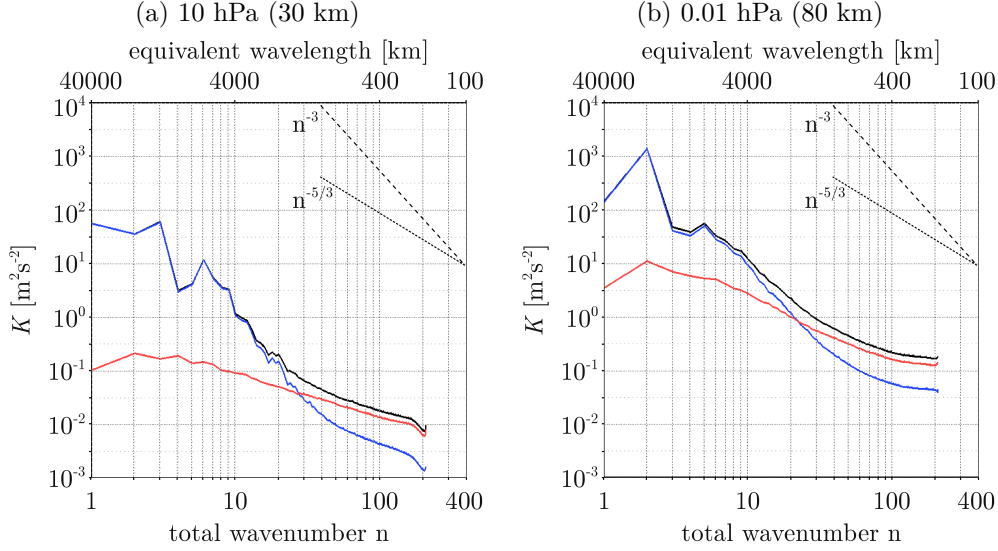 (a) 10 hPa (30 km)
equivalent wavelength [km]
40000 4000 400 100
10^4
10^3
10^2
10^1
10^0
10^-1
10^-2
10^-3
K [m^2s^-2]
n^-3
n^-5/3
1 10 100 400
total wavenumber n
(b) 0.01 hPa (80 km)
equivalent wavelength [km]
40000 4000 400 100
10^4
10^3
10^2
10^1
10^0
10^-1
10^-2
10^-3
K [m^2s^-2]
n^-3
n^-5/3
1 10 100 400
total wavenumber n